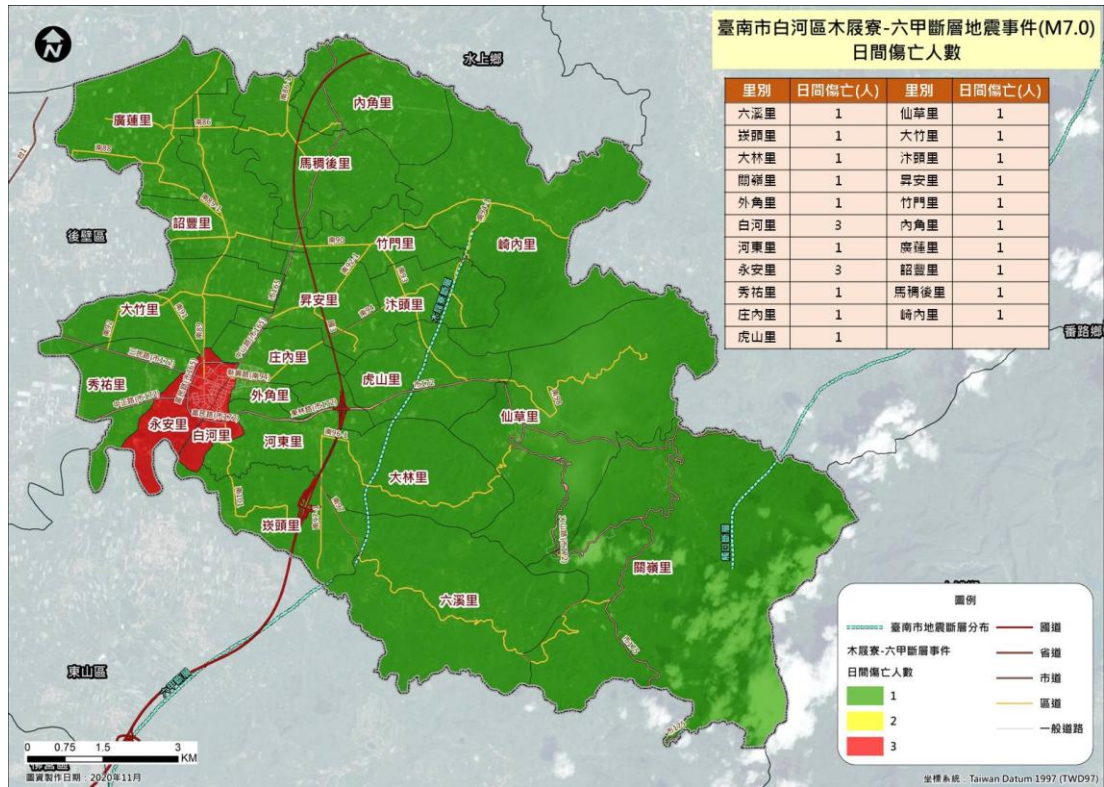 臺南市白河區木屐寮-六甲斷層地震事件(M7.0)
日間傷亡人數
里別 日間傷亡(人) 里別 日間傷亡(人)
六溪里 1 仙草里 1
崁頭里 1 大竹里 1
大林里 1 汴頭里 1
關嶺里 1 昇安里 1
外角里 1 竹門里 1
白河里 3 內角里 1
河東里 1 廣蓮里 1
永安里 3 詔豐里 1
秀祐里 1 馬稠後里 1
庄內里 1 崎內里 1
虎山里 1
N
水上鄉
內角里
廣蓮里
南86
馬稠後里
後壁區
詔豐里
竹門里
崎內里
南90
大竹里
昇安里
汴頭里
番路鄉
庄內里
秀祐里
外角里
虎山里
仙草里
永安里
白河里
河東里
大林里
崁頭里
關嶺里
六溪里
東山區
圖例
臺南市地震斷層分布
木屐寮-六甲斷層事件
日間傷亡人數
1
2
3
國道
省道
市道
區道
一般道路
0 0.75 1.5 3
KM
圖資製作日期：2020年11月
坐標系統：Taiwan Datum 1997 (TWD97)